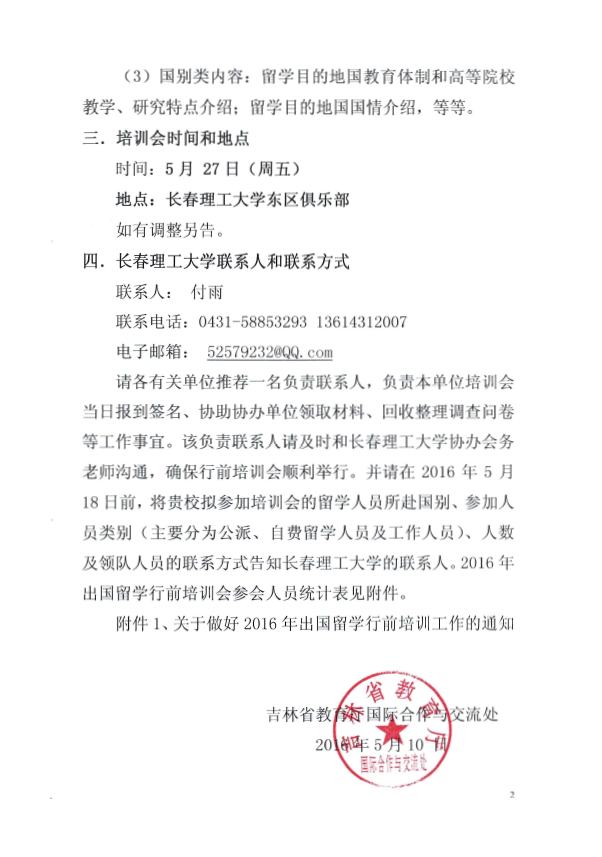 （3）国别类内容：留学目的地国教育体制和高等院校
教学、研究特点介绍；留学目的地国国情介绍，等等。
三．培训会时间和地点
时间：5月 27日（周五）
地点：长春理工大学东区俱乐部
如有调整另告。
四．长春理工大学联系人和联系方式
联系人： 付雨
联系电话：0431-58853293 13614312007
电子邮箱： 52579232@QQ.com
请各有关单位推荐一名负责联系人，负责本单位培训会
当日报到签名、协助协办单位领取材料、回收整理调查问卷
等工作事宜。该负责联系人请及时和长春理工大学协办会务
老师沟通，确保行前培训会顺利举行。并请在 2016 年 5 月
18 日前，将贵校拟参加培训会的留学人员所赴国别、参加人
员类别（主要分为公派、自费留学人员及工作人员）、人数
及领队人员的联系方式告知长春理工大学的联系人。2016 年
出国留学行前培训会参会人员统计表见附件。
附件 1、关于做好 2016 年出国留学行前培训工作的通知
吉林省教育厅国际合作与交流处
2016 年 5 月 10 日
吉林省教育厅
国际合作与交流处
2